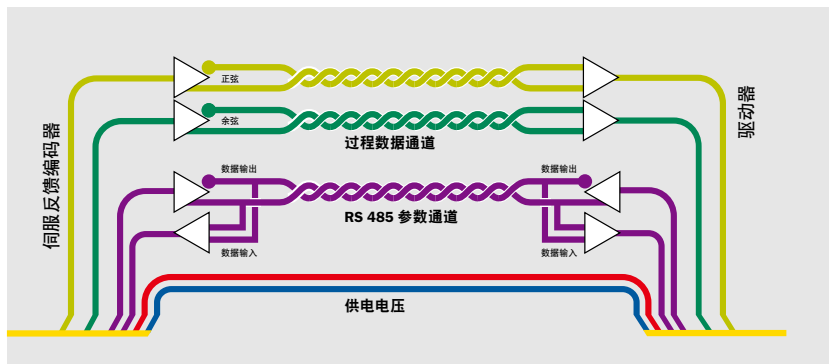 正弦
余弦
过程数据通道
数据输出
数据输出
RS 485 参数通道
数据输入
数据输入
供电电压
伺服反馈编码器
驱动器